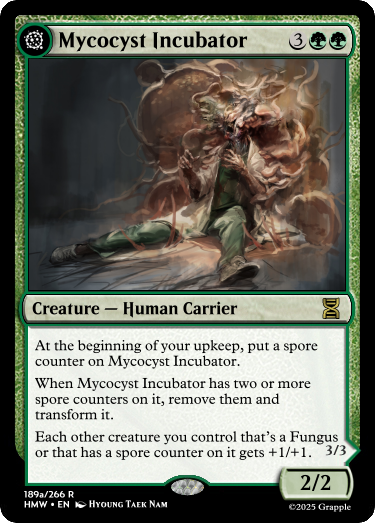 Mycocyst Incubator 3
Creature — Human Carrier
At the beginning of your upkeep, put a spore
counter on Mycocyst Incubator.
When Mycocyst Incubator has two or more
spore counters on it, remove them and
transform it.
Each other creature you control that's a Fungus
or that has a spore counter on it gets +1/+1.
3/3
2/2
189a/266 R
HMW • EN Hyoung Taek Nam
©2025 Grapple